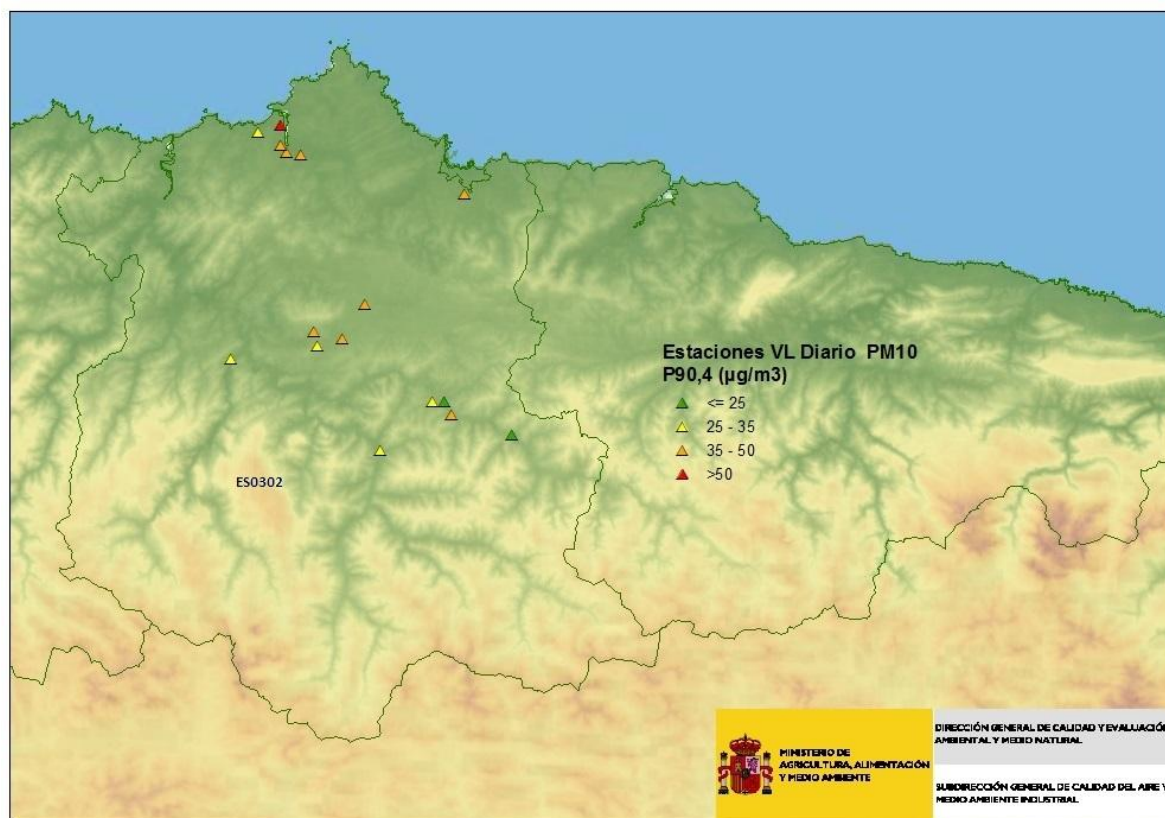 Estaciones VL Diario PM10
P90,4 (µg/m3)
<= 25
25 - 35
35 - 50
>50
ES0302
MINISTERIO DE
AGRICULTURA, ALIMENTACIÓN
Y MEDIO AMBIENTE
DIRECCIÓN GENERAL DE CALIDAD Y EVALUACIÓN
AMBIENTAL Y MEDIO NATURAL
SUBDIRECCIÓN GENERAL DE CALIDAD DEL AIRE Y
MEDIO AMBIENTE INDUSTRIAL